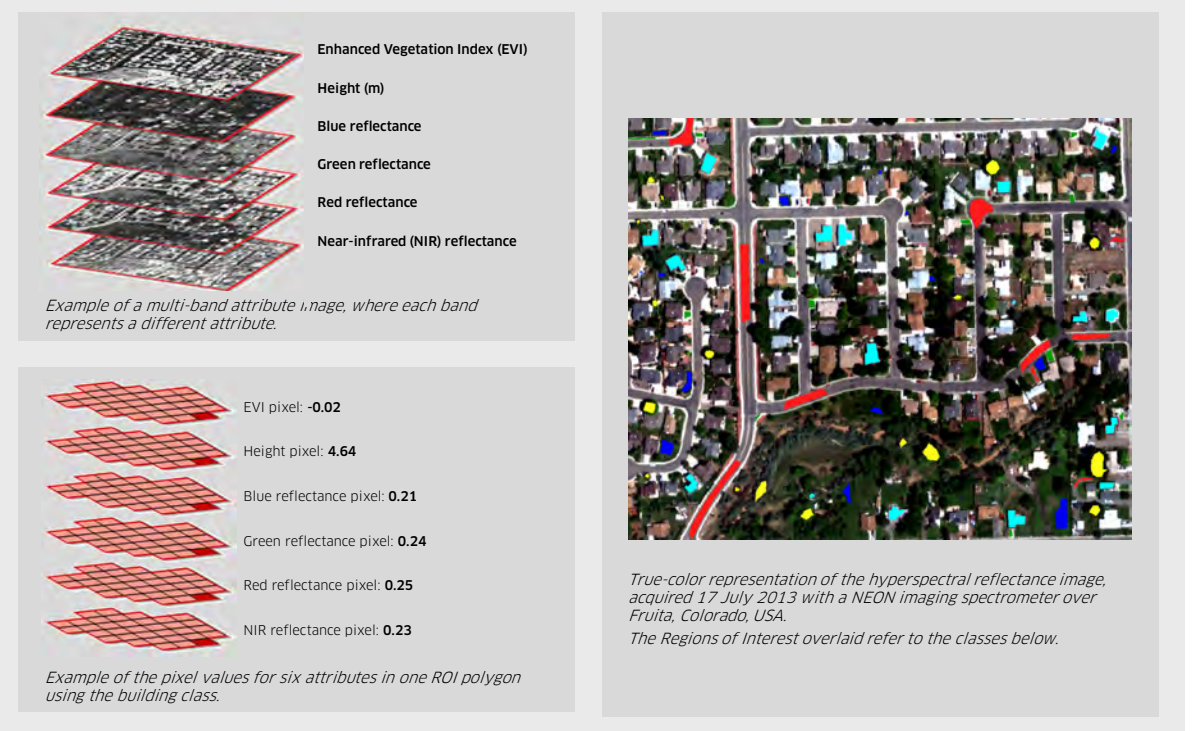 Enhanced Vegetation Index (EVI)
Height (m)
Blue reflectance
Green reflectance
Red reflectance
Near-infrared (NIR) reflectance
Example of a multi-band attribute image, where each band
represents a different attribute.
EVI pixel: -0.02
Height pixel: 4.64
Blue reflectance pixel: 0.21
Green reflectance pixel: 0.24
Red reflectance pixel: 0.25
NIR reflectance pixel: 0.23
Example of the pixel values for six attributes in one ROI polygon
using the building class.
True-color representation of the hyperspectral reflectance image,
acquired 17 July 2013 with a NEON imaging spectrometer over
Fruita, Colorado, USA.
The Regions of Interest overlaid refer to the classes below.